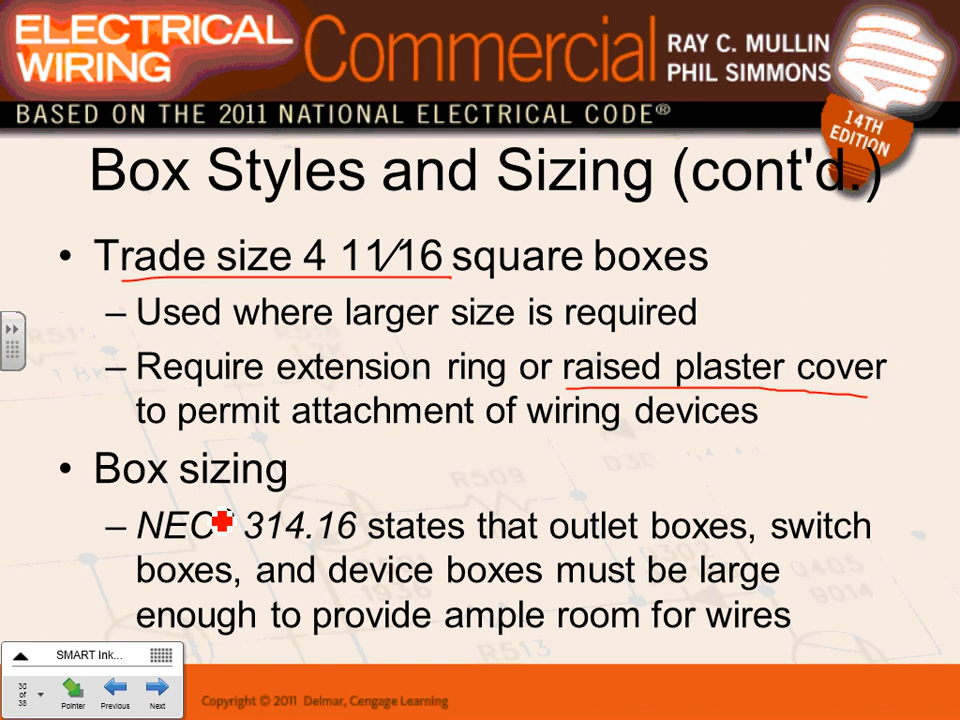 ELECTRICAL
WIRING
Commercial
RAY C. MULLIN
PHIL SIMMONS
BASED ON THE 2011 NATIONAL ELECTRICAL CODE®
14TH
EDITION
Box Styles and Sizing (cont'd.)
• Trade size 4 11⁄16 square boxes
– Used where larger size is required
– Require extension ring or raised plaster cover
to permit attachment of wiring devices
• Box sizing
– NEC 314.16 states that outlet boxes, switch
boxes, and device boxes must be large
enough to provide ample room for wires
R509
1936
Q405
9014
SMART Ink...
30
of
38
Pointer
Previous
Next
Copyright © 2011 Delmar, Cengage Learning